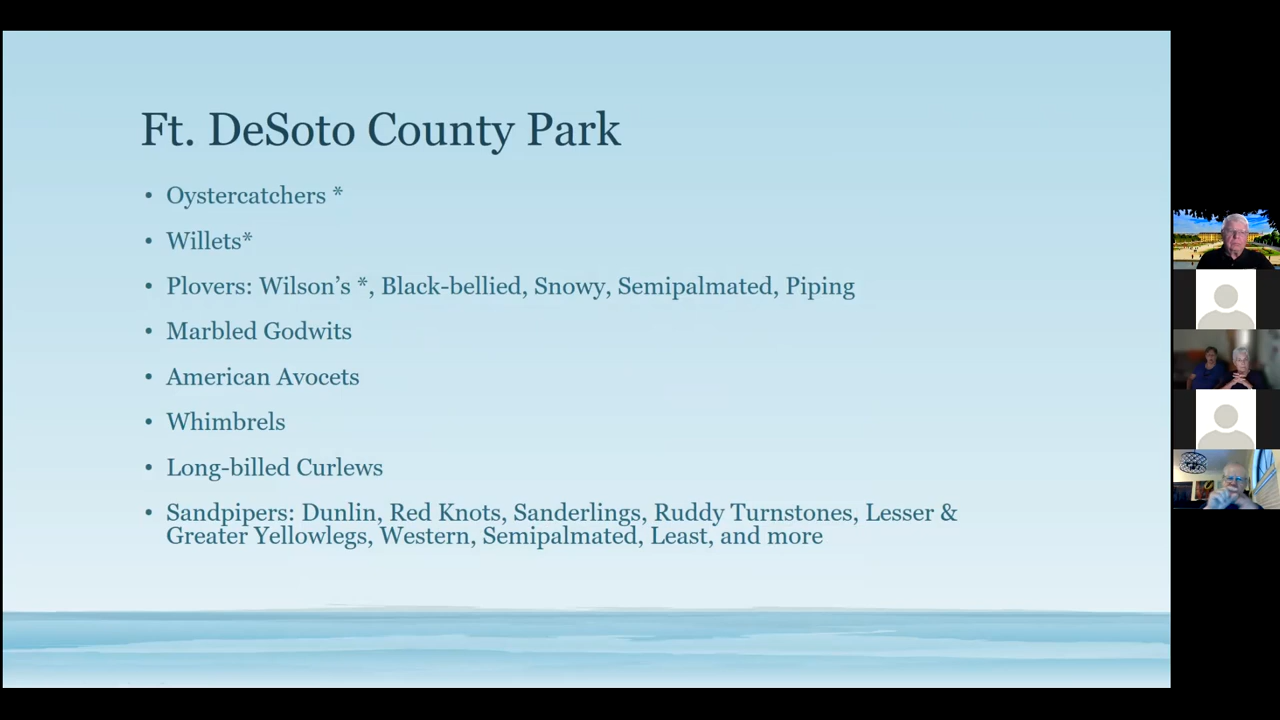 Ft. DeSoto County Park
• Oystercatchers *
• Willets*
• Plovers: Wilson’s *, Black-bellied, Snowy, Semipalmated, Piping
• Marbled Godwits
• American Avocets
• Whimbrels
• Long-billed Curlews
• Sandpipers: Dunlin, Red Knots, Sanderlings, Ruddy Turnstones, Lesser &
Greater Yellowlegs, Western, Semipalmated, Least, and more